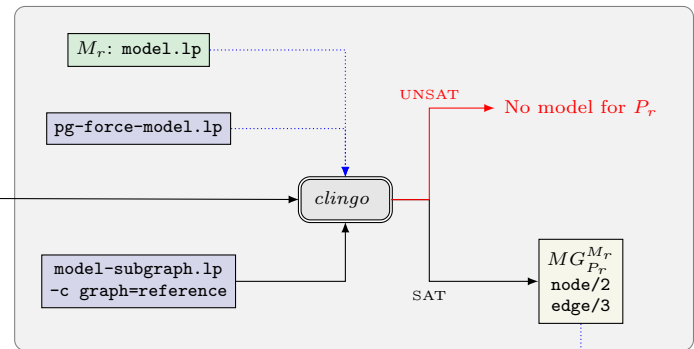 M_r: model.lp
pg-force-model.lp
UNSAT
No model for P_r
clingo
model-subgraph.lp
-c graph=reference
SAT
MG_{P_r}^{M_r}
node/2
edge/3